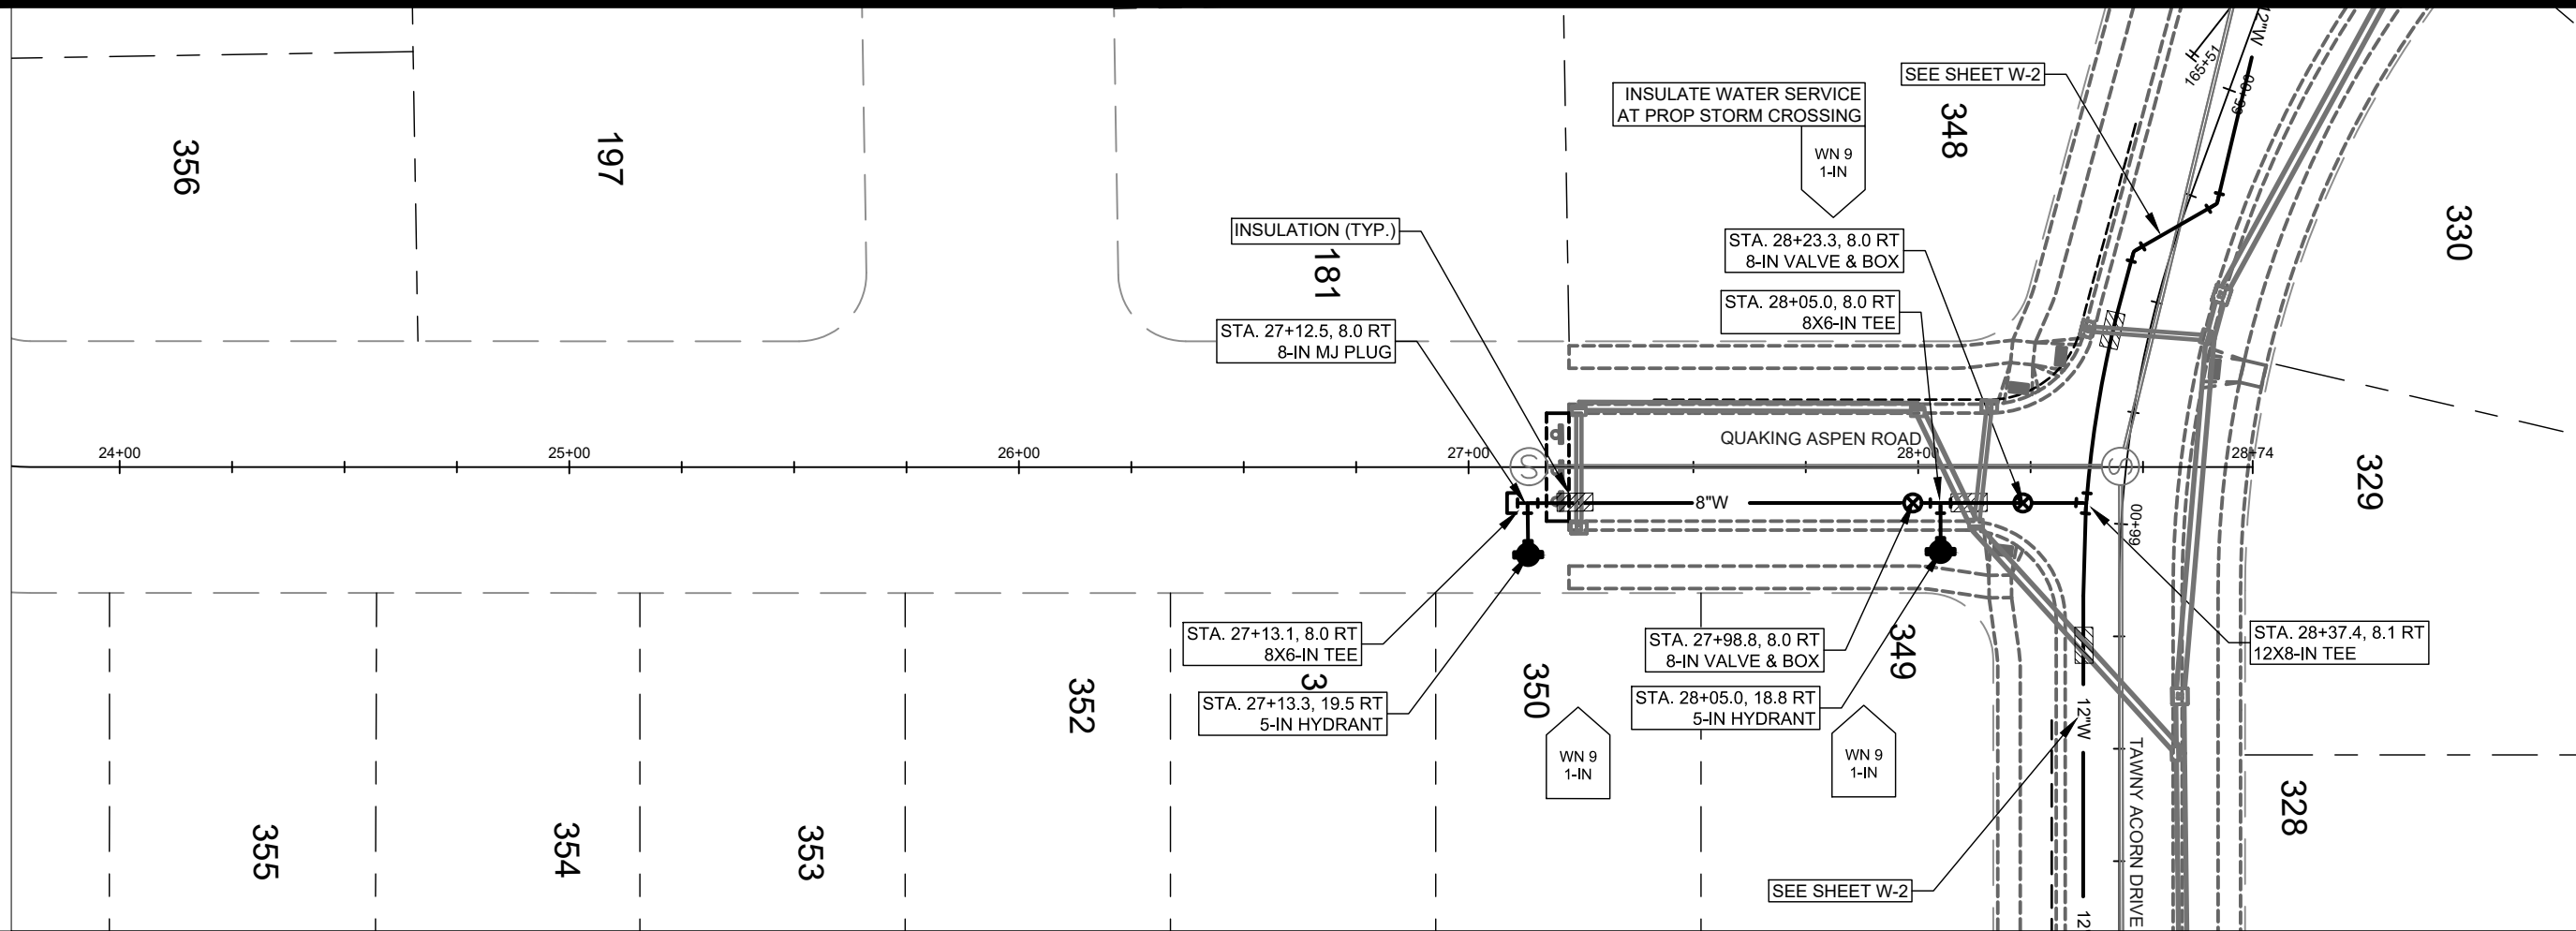 12"W
165+51
65+00
SEE SHEET W-2
INSULATE WATER SERVICE
AT PROP STORM CROSSING
WN 9
1-IN
348
356
197
330
INSULATION (TYP.)
181
STA. 28+23.3, 8.0 RT
8-IN VALVE & BOX
STA. 28+05.0, 8.0 RT
8X6-IN TEE
STA. 27+12.5, 8.0 RT
8-IN MJ PLUG
QUAKING ASPEN ROAD
24+00
25+00
26+00
27+00
28+00
28+74
S
S
329
8"W
66+00
STA. 27+13.1, 8.0 RT
8X6-IN TEE
STA. 27+98.8, 8.0 RT
8-IN VALVE & BOX
349
STA. 28+37.4, 8.1 RT
12X8-IN TEE
352
3
STA. 27+13.3, 19.5 RT
5-IN HYDRANT
350
STA. 28+05.0, 18.8 RT
5-IN HYDRANT
12"W
WN 9
1-IN
WN 9
1-IN
TAWNY ACORN DRIVE
328
355
354
353
SEE SHEET W-2
12